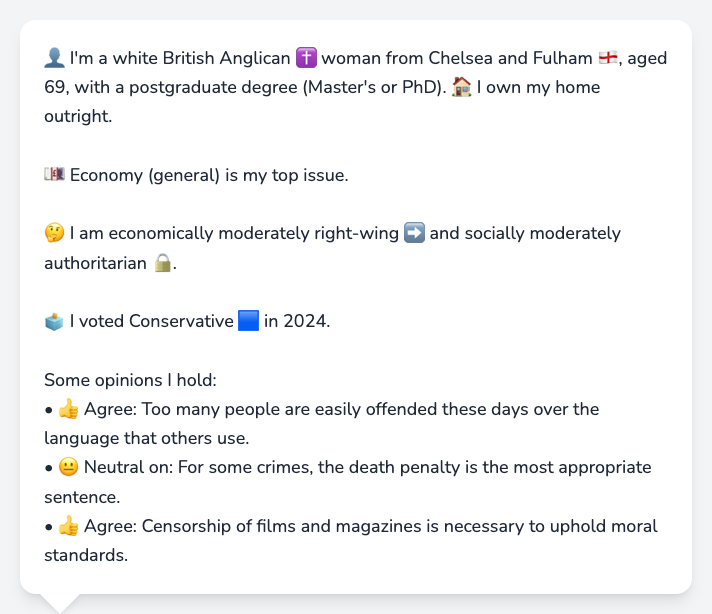 👤 I'm a white British Anglican ✝️ woman from Chelsea and Fulham 🏴󠁧󠁢󠁥󠁮󠁧󠁿, aged
69, with a postgraduate degree (Master's or PhD). 🏠 I own my home
outright.
💷 Economy (general) is my top issue.
🤔 I am economically moderately right-wing ➡️ and socially moderately
authoritarian 🔒.
🗳️ I voted Conservative 🟦 in 2024.
Some opinions I hold:
• 👍 Agree: Too many people are easily offended these days over the
language that others use.
• 😐 Neutral on: For some crimes, the death penalty is the most appropriate
sentence.
• 👍 Agree: Censorship of films and magazines is necessary to uphold moral
standards.